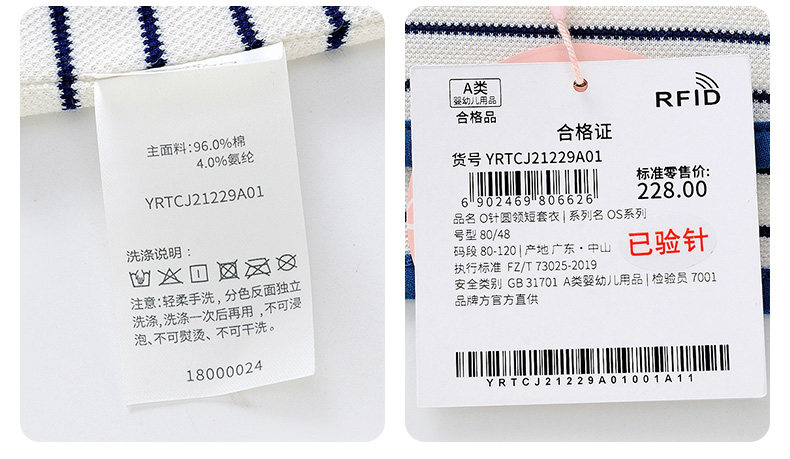 主面料：96.0%棉
4.0%氨纶
YRTCJ21229A01
洗涤说明：
注意：轻柔手洗，分色反面独立
洗涤，洗涤一次后再用，不可浸
泡、不可熨烫、不可干洗。
18000024
A类
婴幼儿用品
合格品
RFID
合格证
货号 YRTCJ21229A01
标准零售价：
228.00
6 902469 806626
品名 O针圆领短套衣 | 系列名 OS系列
号型 80/48
码段 80-120 | 产地 广东·中山
已验针
执行标准 FZ/T 73025-2019
安全类别 GB 31701 A类婴幼儿用品 | 检验员 7001
品牌方官方直供
YRTCJ21229A01001A11